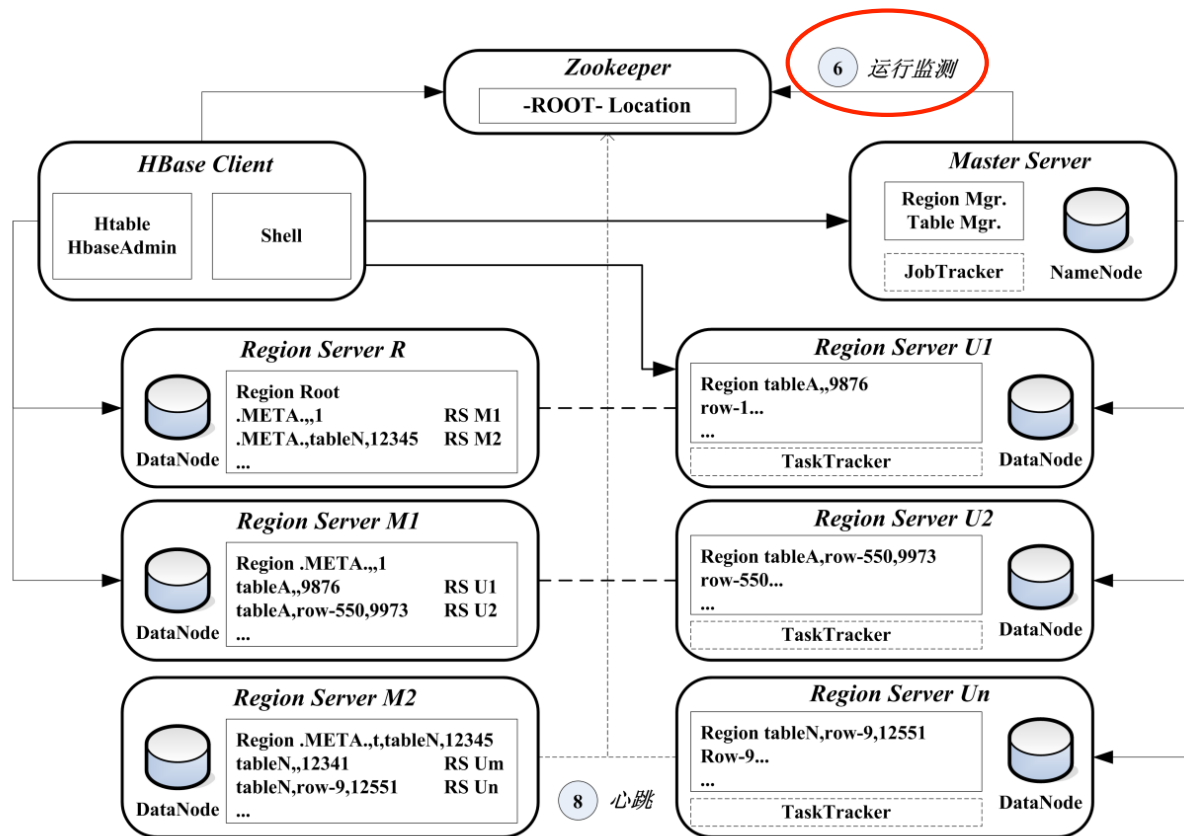 Zookeeper
-ROOT- Location
6 运行监测
HBase Client
Htable
HbaseAdmin
Shell
Master Server
Region Mgr.
Table Mgr.
JobTracker
NameNode
Region Server R
DataNode
Region Root
.META.,,1 RS M1
.META.,tableN,12345 RS M2
...
Region Server U1
Region tableA,,9876
row-1...
...
TaskTracker
DataNode
Region Server M1
DataNode
Region .META.,,1
tableA,,9876 RS U1
tableA,row-550,9973 RS U2
...
Region Server U2
Region tableA,row-550,9973
row-550...
...
TaskTracker
DataNode
Region Server M2
DataNode
Region .META.,t,tableN,12345
tableN,,12341 RS Um
tableN,row-9,12551 RS Un
...
8 心跳
Region Server Un
Region tableN,row-9,12551
Row-9...
...
TaskTracker
DataNode